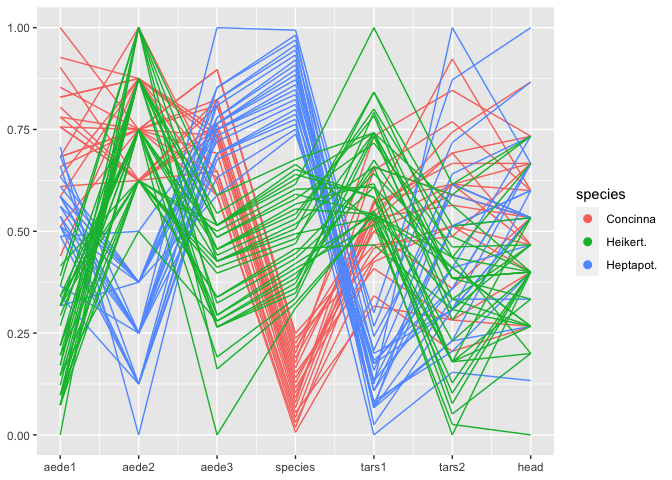 1.00
0.75
0.50
0.25
0.00
aede1 aede2 aede3 species tars1 tars2 head
species
Concinna
Heikert.
Heptapot.